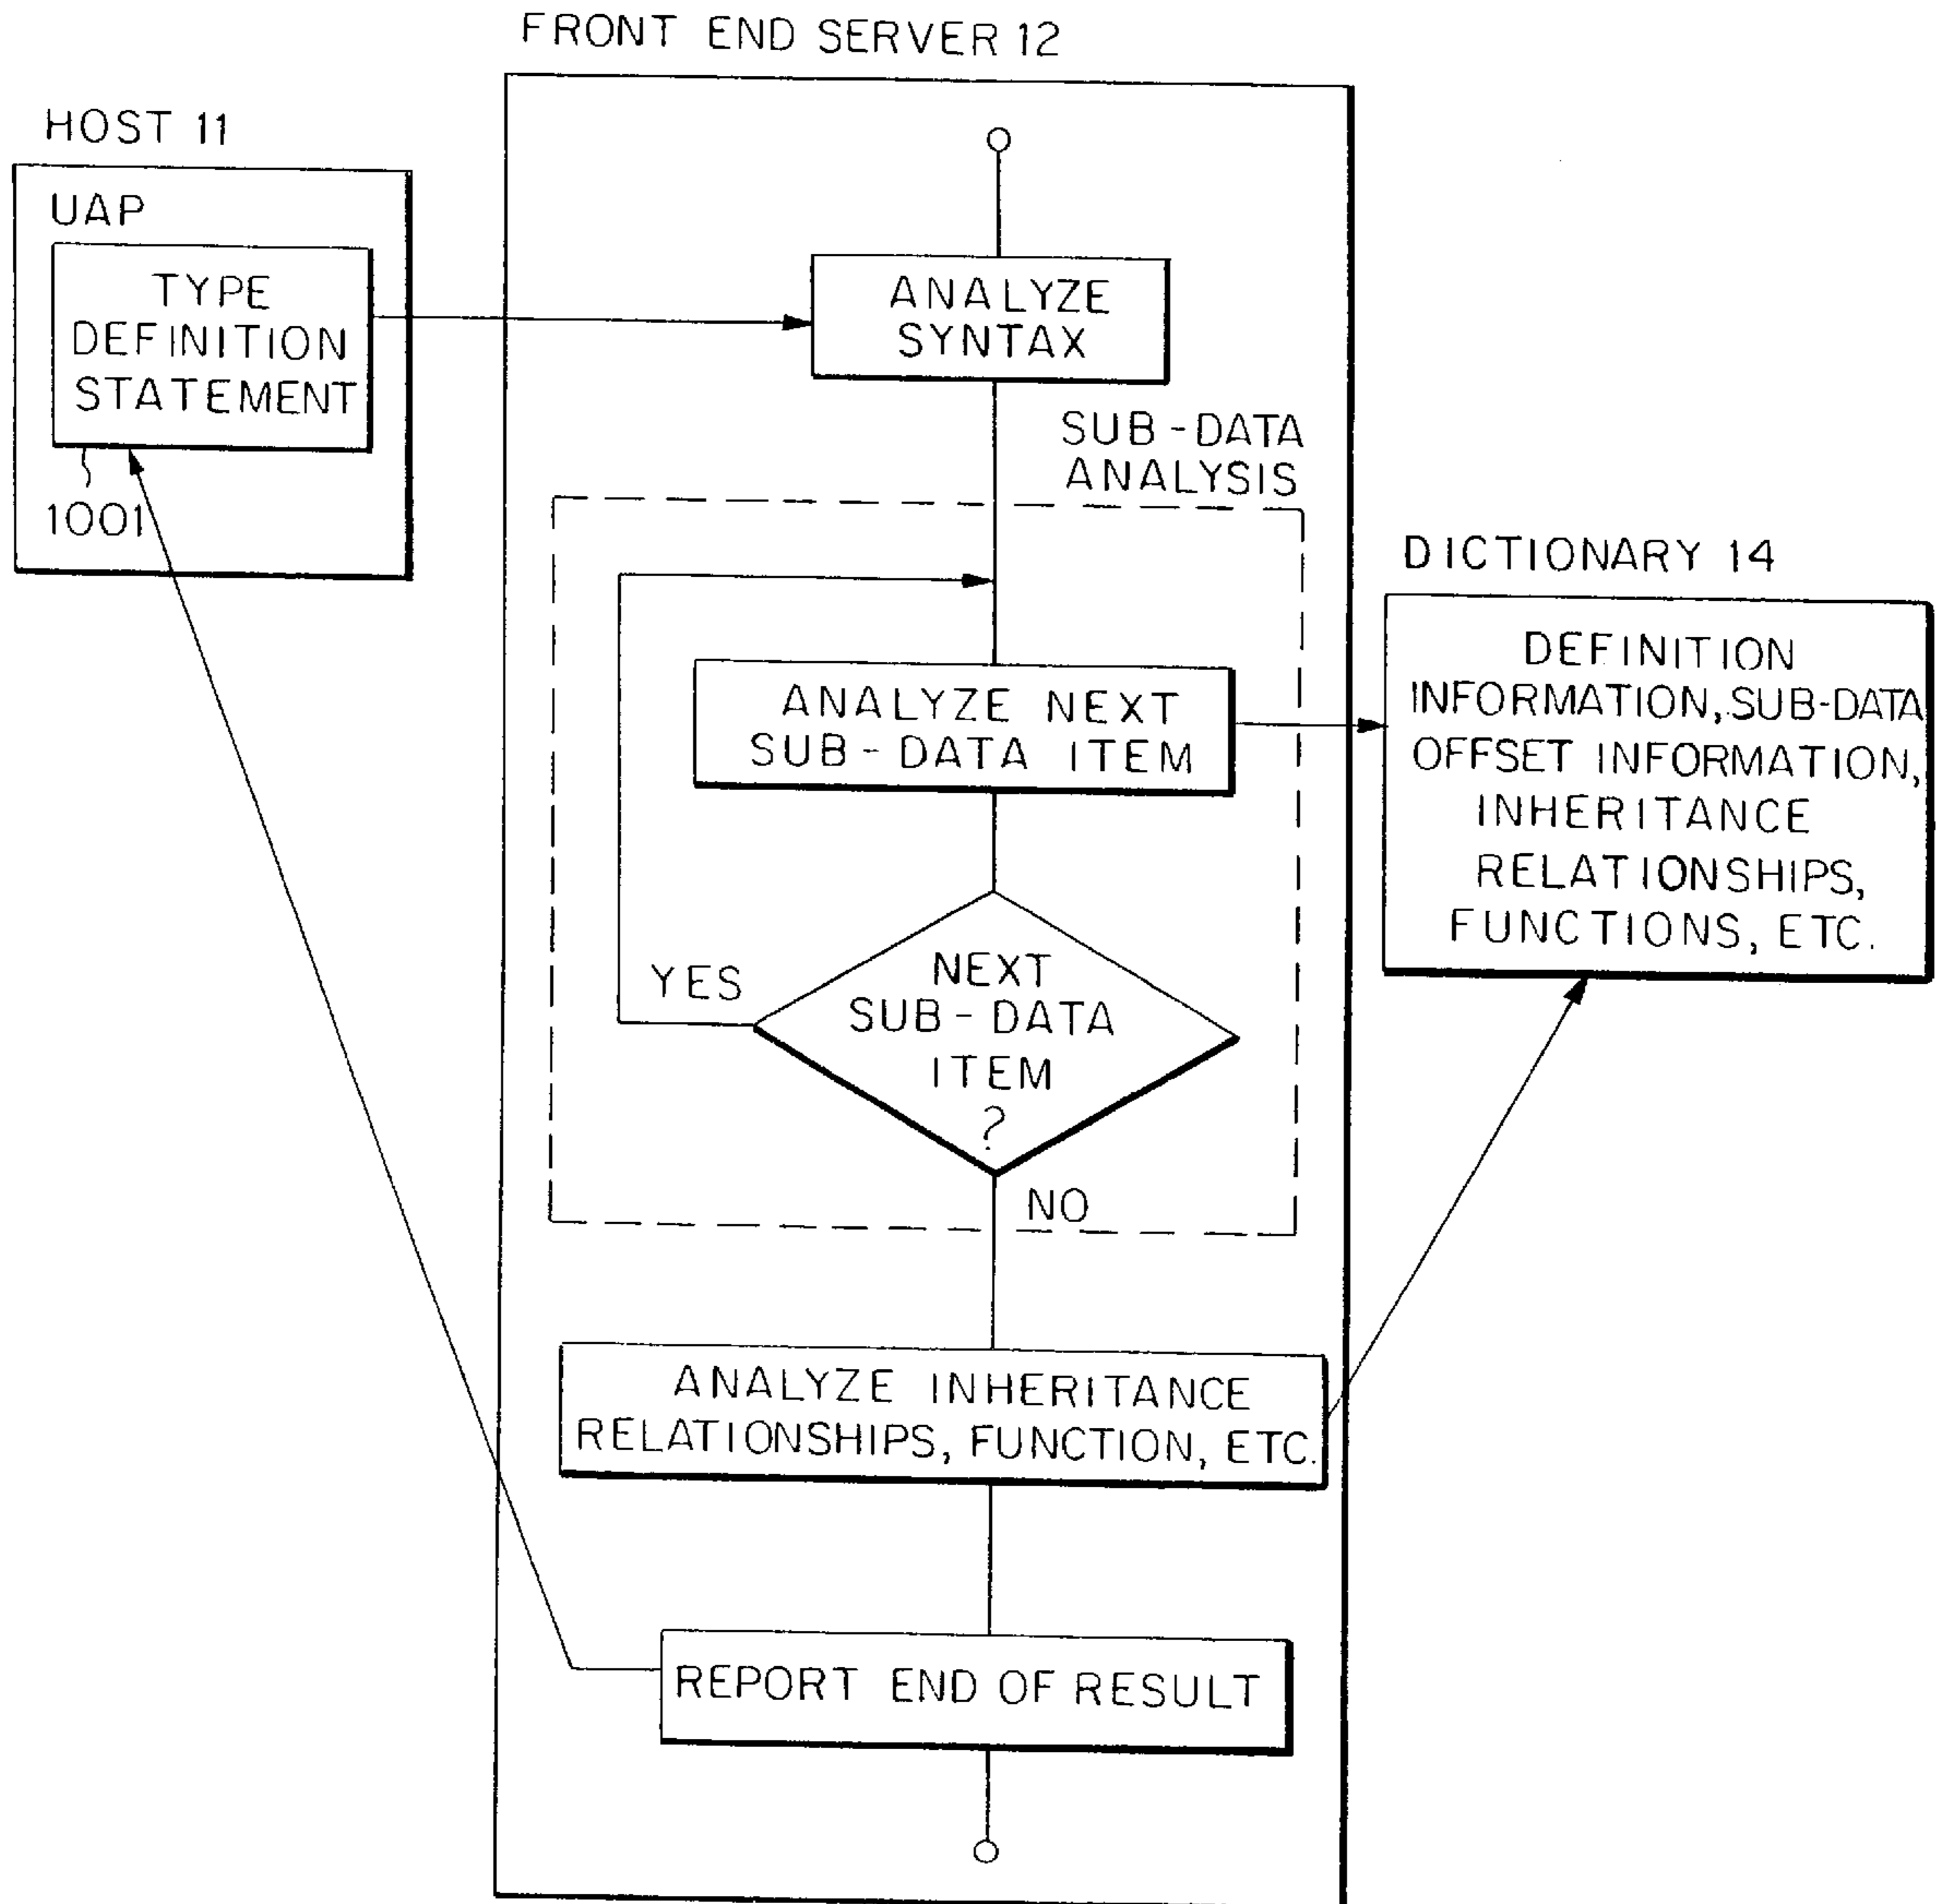 FRONT END SERVER 12
HOST 11
UAP
TYPE
DEFINITION
STATEMENT
1001
ANALYZE
SYNTAX
SUB-DATA
ANALYSIS
ANALYZE NEXT
SUB-DATA ITEM
YES
NEXT
SUB-DATA
ITEM
?
NO
ANALYZE INHERITANCE
RELATIONSHIPS, FUNCTION, ETC.
REPORT END OF RESULT
DICTIONARY 14
DEFINITION
INFORMATION, SUB-DATA
OFFSET INFORMATION,
INHERITANCE
RELATIONSHIPS,
FUNCTIONS, ETC.